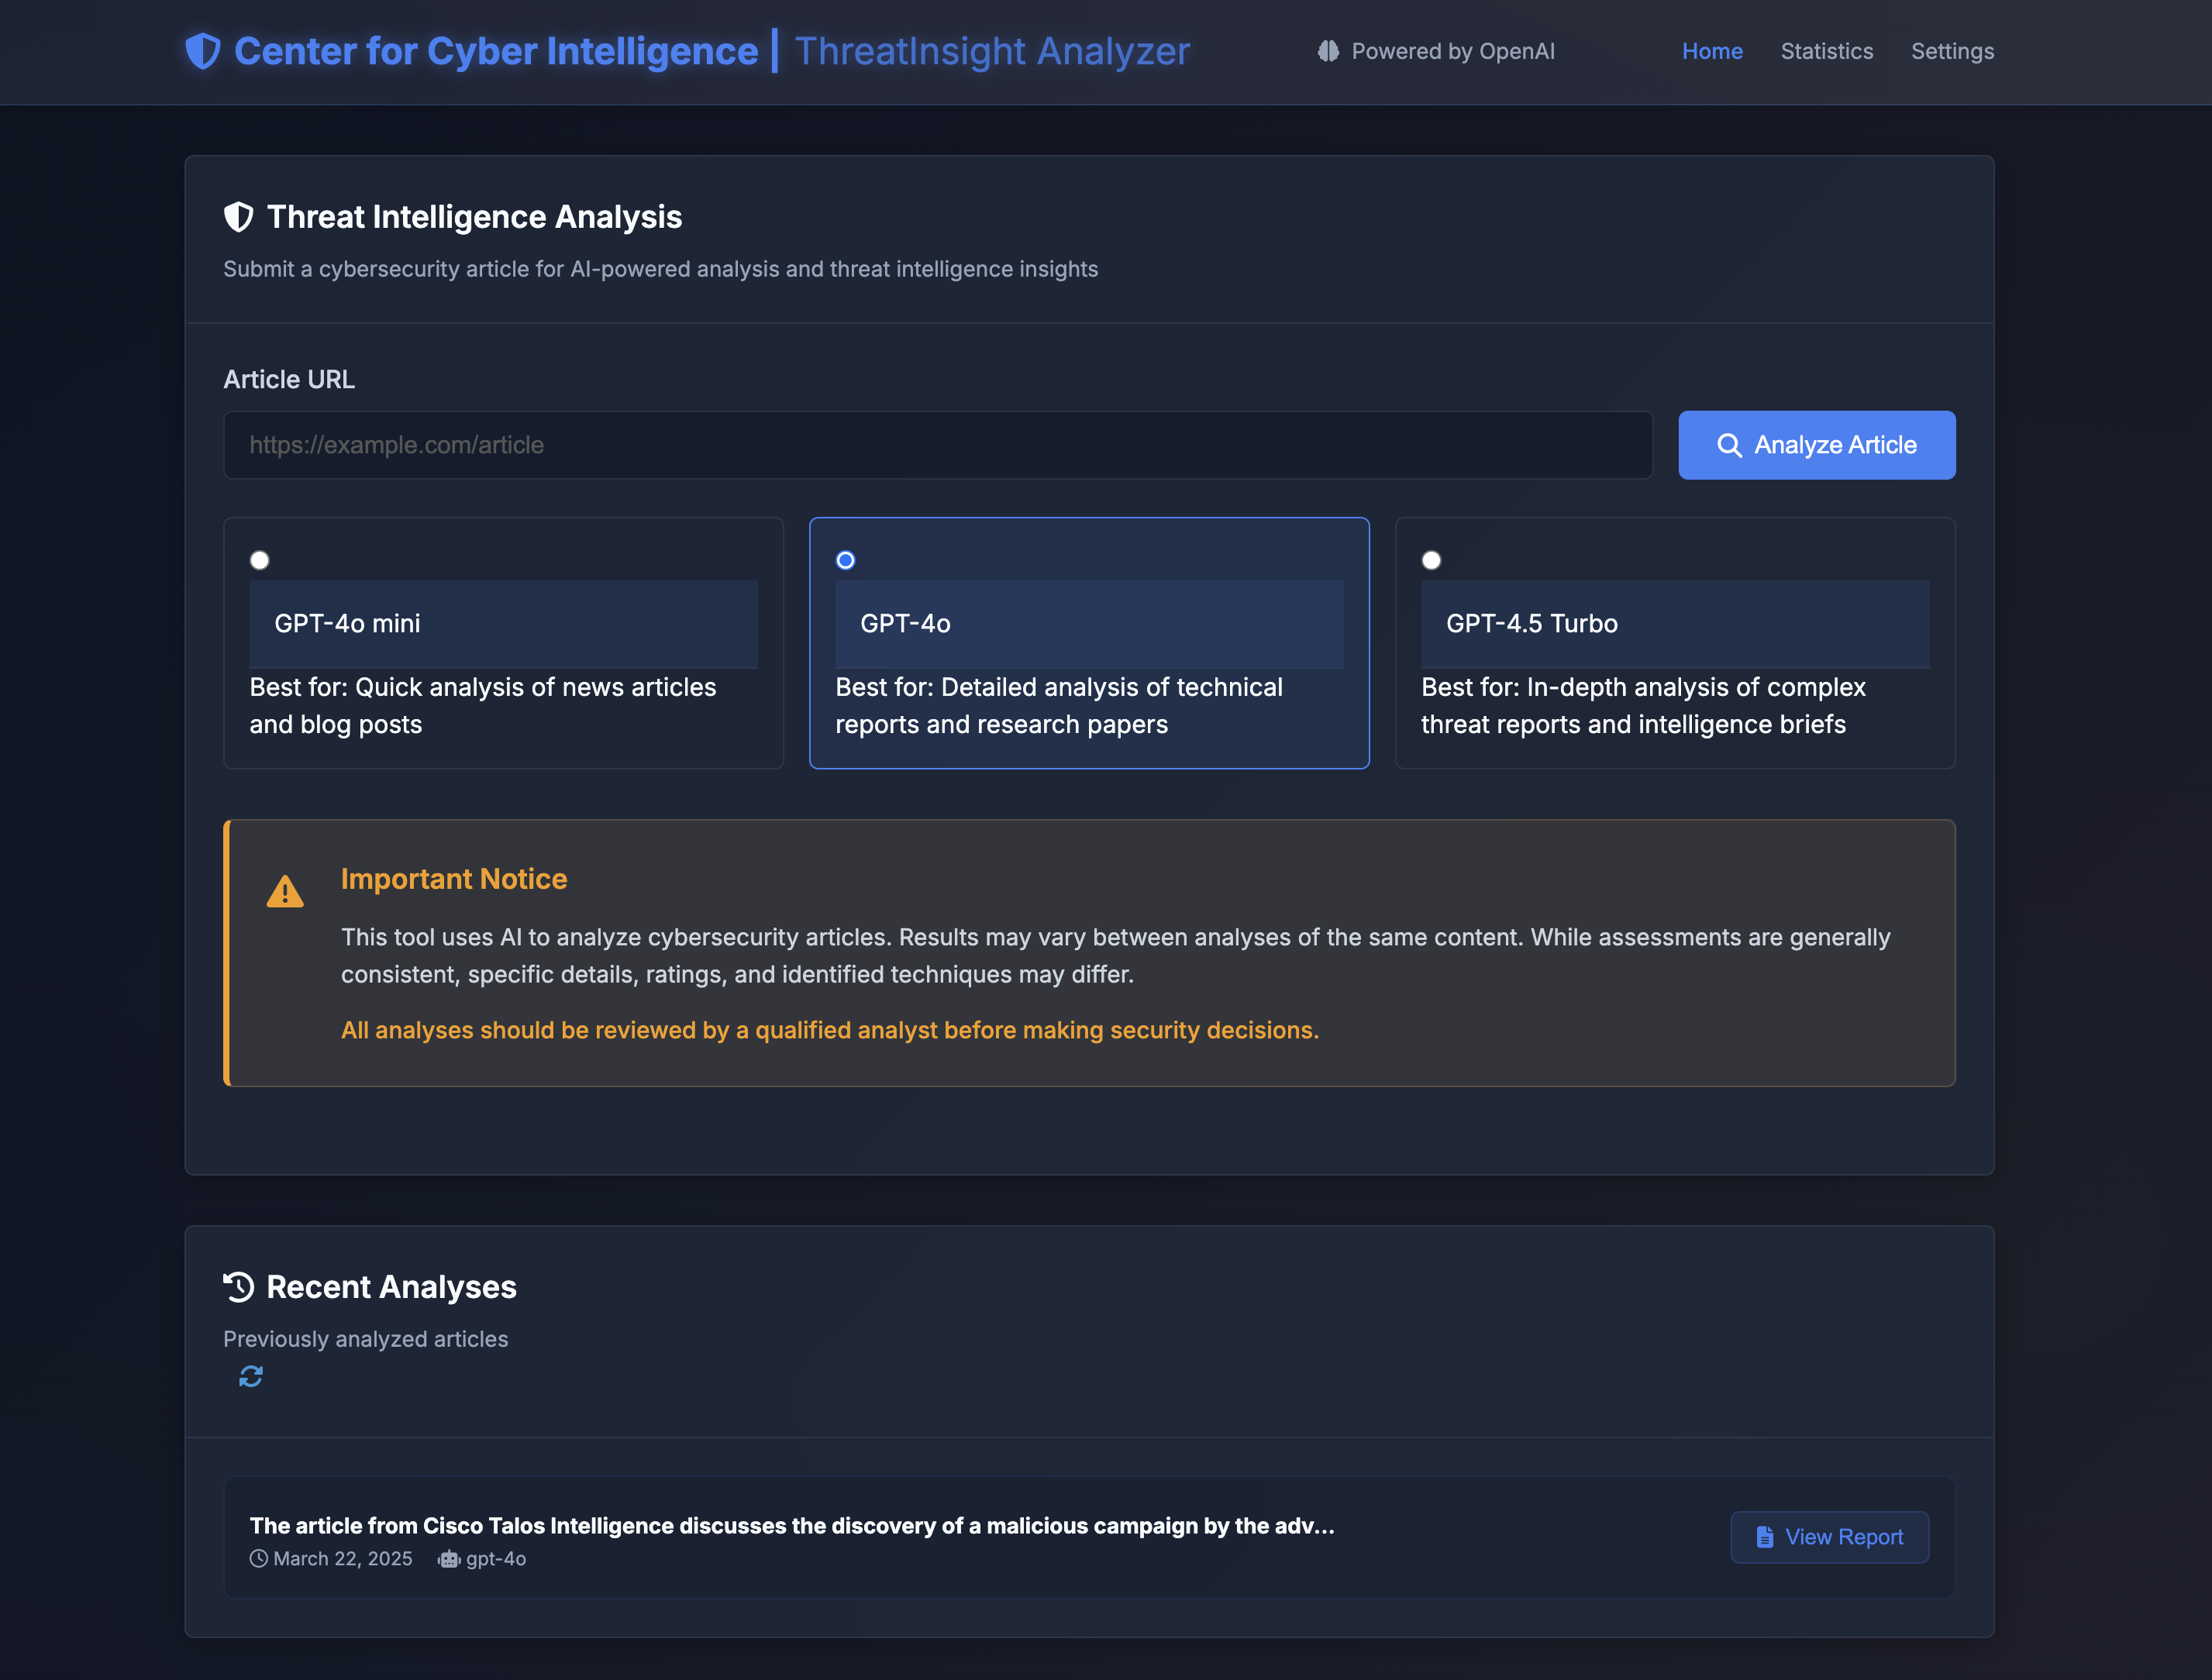 Center for Cyber Intelligence | ThreatInsight Analyzer
Powered by OpenAI
Home
Statistics
Settings
Threat Intelligence Analysis
Submit a cybersecurity article for AI-powered analysis and threat intelligence insights
Article URL
https://example.com/article
Analyze Article
GPT-4o mini
Best for: Quick analysis of news articles
and blog posts
GPT-4o
Best for: Detailed analysis of technical
reports and research papers
GPT-4.5 Turbo
Best for: In-depth analysis of complex
threat reports and intelligence briefs
Important Notice
This tool uses AI to analyze cybersecurity articles. Results may vary between analyses of the same content. While assessments are generally
consistent, specific details, ratings, and identified techniques may differ.
All analyses should be reviewed by a qualified analyst before making security decisions.
Recent Analyses
Previously analyzed articles
The article from Cisco Talos Intelligence discusses the discovery of a malicious campaign by the adv...
March 22, 2025
gpt-4o
View Report